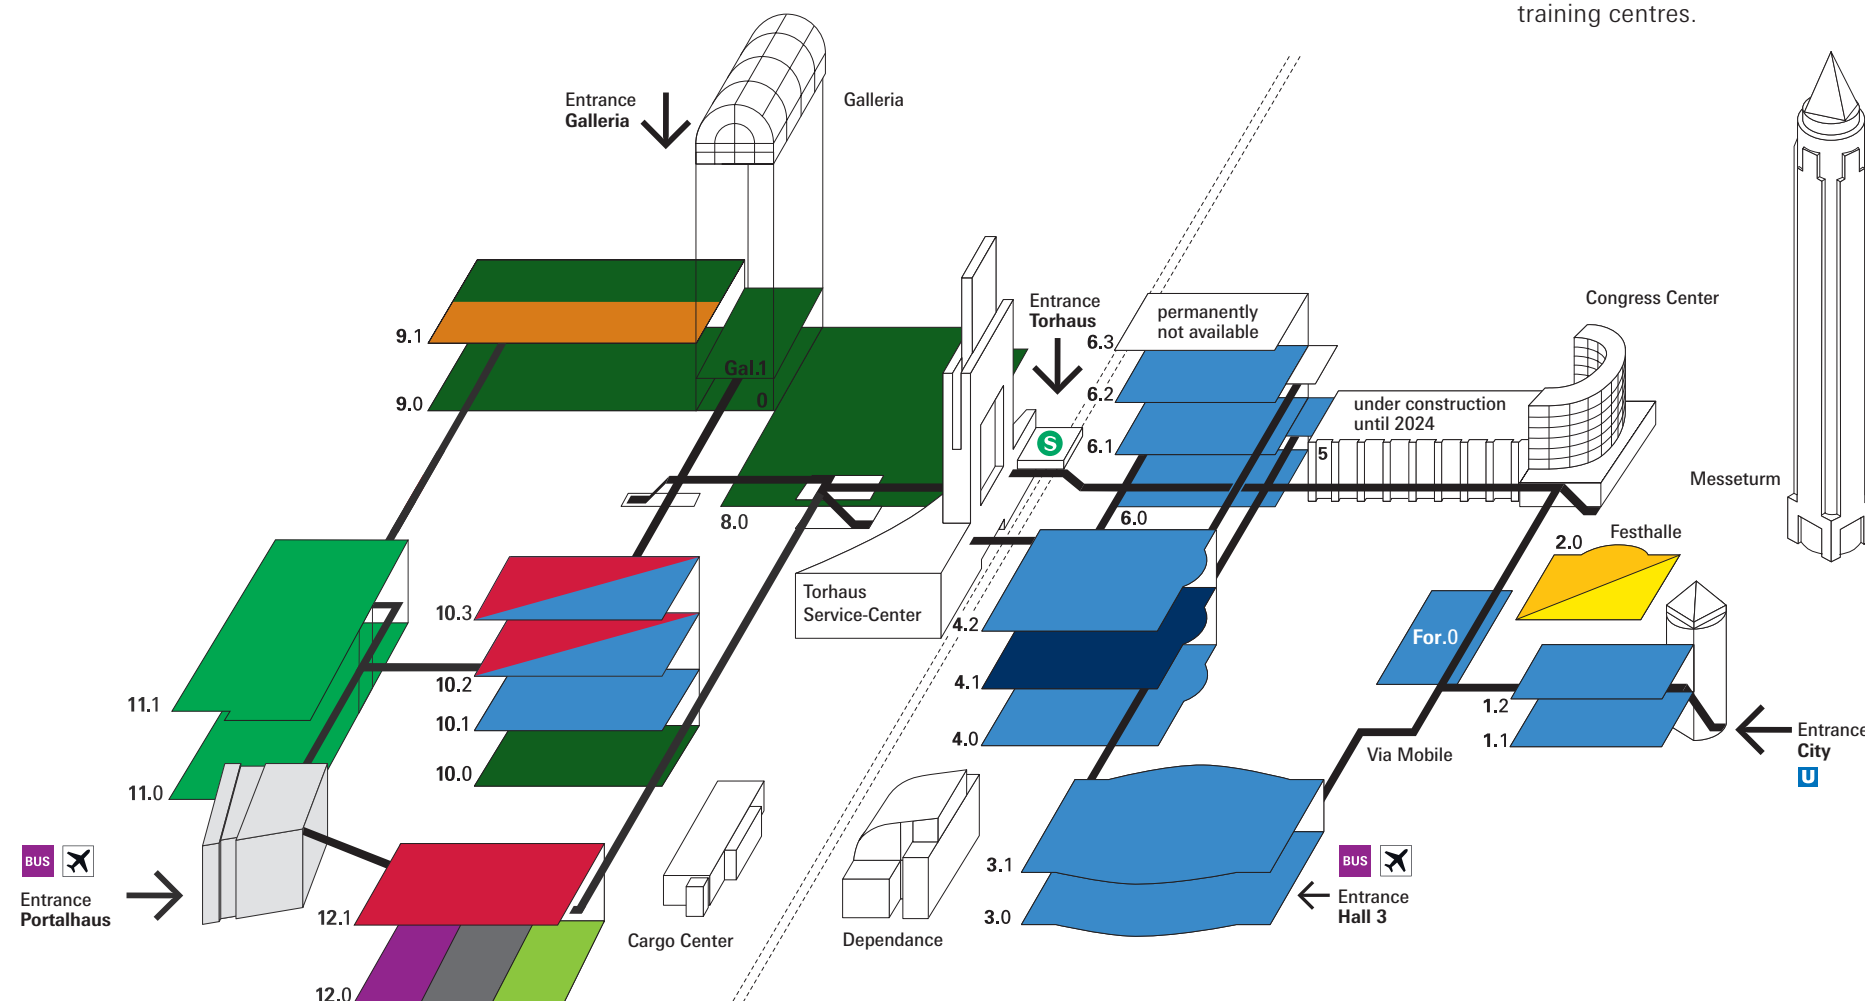 training centres.
Entrance
Galleria
Galleria
Entrance
Torhaus
permanently
not available
6.3
Congress Center
9.1
Gal.1
0
9.0
6.2
under construction
until 2024
S
6.1
5
Messeturm
8.0
6.0
2.0
Festhalle
10.3
Torhaus
Service-Center
4.2
For.0
10.2
4.1
11.1
1.2
10.1
4.0
1.1
Via Mobile
Entrance
City
U
10.0
11.0
BUS
Entrance
Portalhaus
3.1
BUS
Entrance
Hall 3
12.1
3.0
Cargo Center
Dependance
12.0